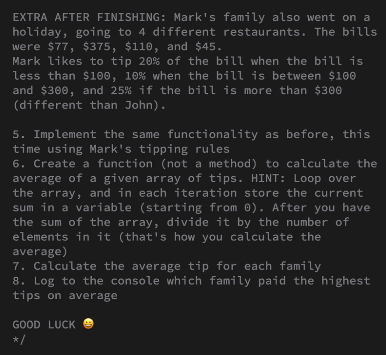 EXTRA AFTER FINISHING: Mark's family also went on a
holiday, going to 4 different restaurants. The bills
were $77, $375, $110, and $45.
Mark likes to tip 20% of the bill when the bill is
less than $100, 10% when the bill is between $100
and $300, and 25% if the bill is more than $300
(different than John).

5. Implement the same functionality as before, this
time using Mark's tipping rules
6. Create a function (not a method) to calculate the
average of a given array of tips. HINT: Loop over
the array, and in each iteration store the current
sum in a variable (starting from 0). After you have
the sum of the array, divide it by the number of
elements in it (that's how you calculate the
average)
7. Calculate the average tip for each family
8. Log to the console which family paid the highest
tips on average

GOOD LUCK 😀
*/